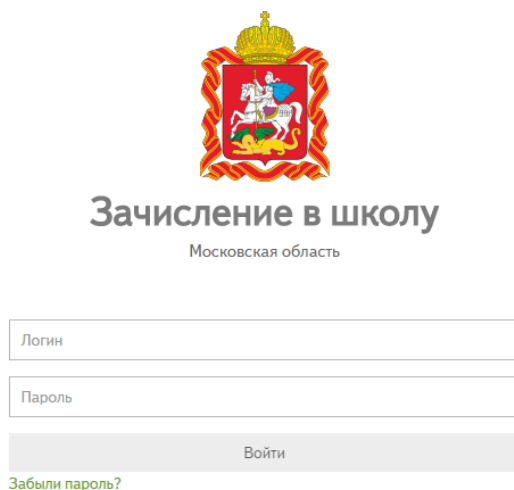 Зачисление в школу
Московская область
Логин
Пароль
Войти
Забыли пароль?